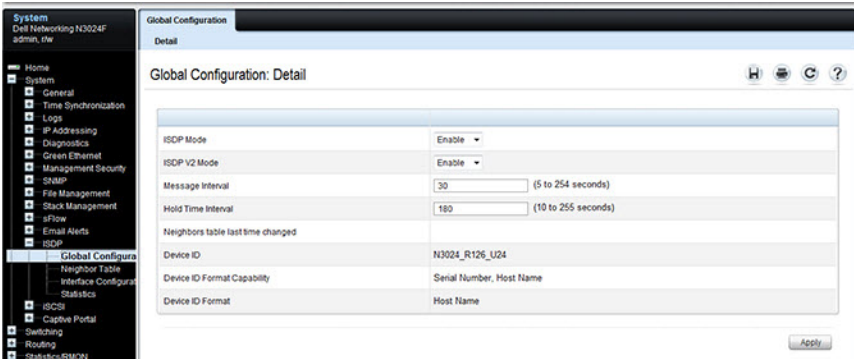 System
Dell Networking N3024F
admin, r/w
Home
System
General
Time Synchronization
Logs
IP Addressing
Diagnostics
Green Ethernet
Management Security
SNMP
File Management
Stack Management
sFlow
Email Alerts
ISDP
Global Configura
Neighbor Table
Interface Configurat
Statistics
iSCSI
Captive Portal
Switching
Routing
Statistics/RMON
Global Configuration
Detail
Global Configuration: Detail
ISDP Mode Enable
ISDP V2 Mode Enable
Message Interval 30 (5 to 254 seconds)
Hold Time Interval 180 (10 to 255 seconds)
Neighbors table last time changed
Device ID N3024_R126_U24
Device ID Format Capability Serial Number, Host Name
Device ID Format Host Name
Apply